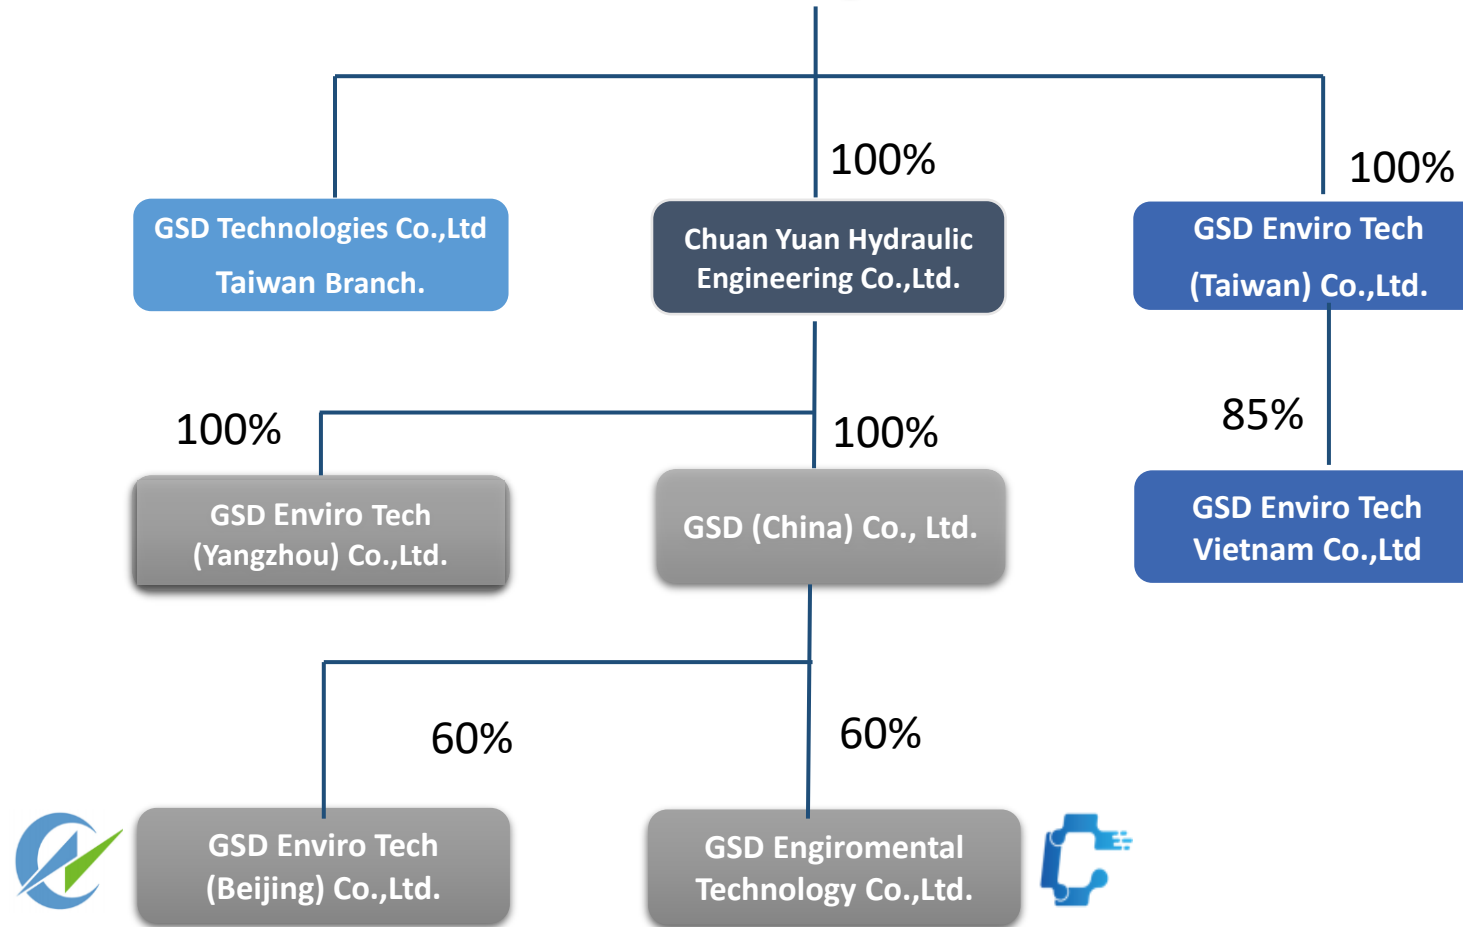 100%
100%
GSD Technologies Co.,Ltd
Taiwan Branch.
Chuan Yuan Hydraulic
Engineering Co.,Ltd.
GSD Enviro Tech
(Taiwan) Co.,Ltd.
100%
100%
85%
GSD Enviro Tech
(Yangzhou) Co.,Ltd.
GSD (China) Co., Ltd.
GSD Enviro Tech
Vietnam Co.,Ltd
60%
60%
GSD Enviro Tech
(Beijing) Co.,Ltd.
GSD Engiromental
Technology Co.,Ltd.